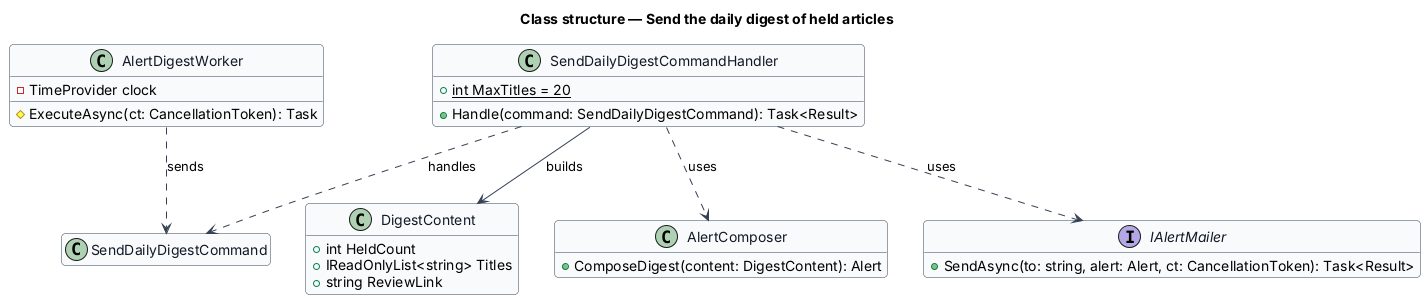 Class structure — Send the daily digest of held articles
C AlertDigestWorker
TimeProvider clock
ExecuteAsync(ct: CancellationToken): Task
C SendDailyDigestCommandHandler
int MaxTitles = 20
Handle(command: SendDailyDigestCommand): Task<Result>
sends
handles
builds
uses
uses
C SendDailyDigestCommand
C DigestContent
int HeldCount
IReadOnlyList<string> Titles
string ReviewLink
C AlertComposer
ComposeDigest(content: DigestContent): Alert
I IAlertMailer
SendAsync(to: string, alert: Alert, ct: CancellationToken): Task<Result>